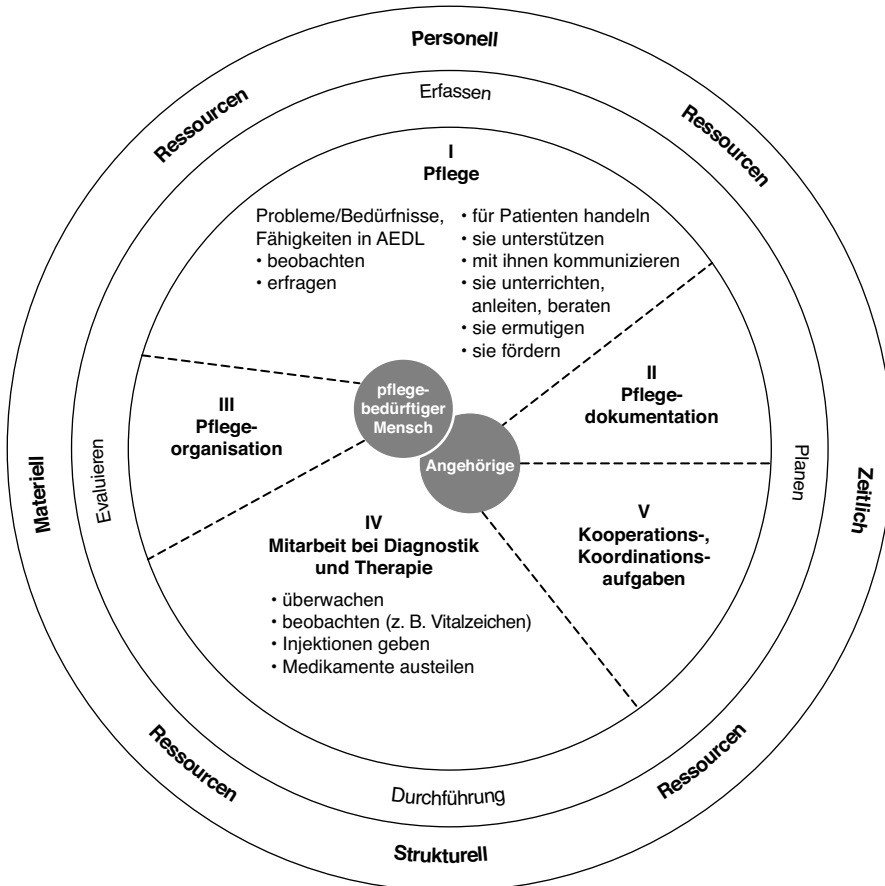 Personell
Ressourcen
Ressourcen
Erfassen
I
Pflege
Probleme/Bedürfnisse,
Fähigkeiten in AEDL
• beobachten
• erfragen
• für Patienten handeln
• sie unterstützen
• mit ihnen kommunizieren
• sie unterrichten,
anleiten, beraten
• sie ermutigen
• sie fördern
pflege-
bedürftiger
Mensch
Angehörige
II
Pflege-
dokumentation
III
Pflege-
organisation
Materiell
Evaluieren
Planen
Zeitlich
IV
Mitarbeit bei Diagnostik
und Therapie
• überwachen
• beobachten (z. B. Vitalzeichen)
• Injektionen geben
• Medikamente austeilen
V
Kooperations-,
Koordinations-
aufgaben
Ressourcen
Ressourcen
Durchführung
Strukturell